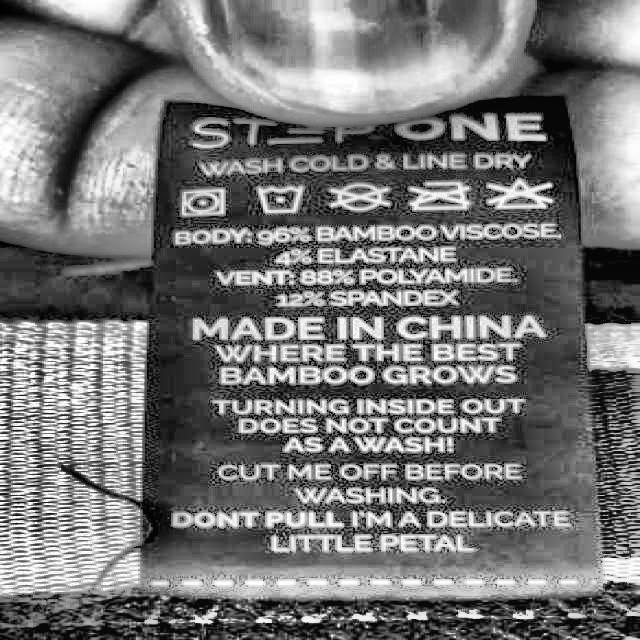 STEP ONE
WASH COLD & LINE DRY
BODY: 96% BAMBOO VISCOSE
4% ELASTANE
VENT: 88% POLYAMIDE
12% SPANDEX
MADE IN CHINA
WHERE THE BEST
BAMBOO GROWS
TURNING INSIDE OUT
DOES NOT COUNT
AS A WASH!
CUT ME OFF BEFORE
WASHING.
DONT PULL I'M A DELICATE
LITTLE PETAL